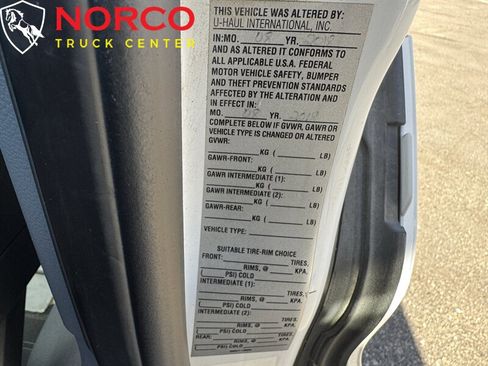 NORCO
TRUCK CENTER
THIS VEHICLE WAS ALTERED BY:
U-HAUL INTERNATIONAL, INC.
IN:MO. 08 YR. 2019
AND AS ALTERED IT CONFORMS TO
ALL APPLICABLE U.S.A. FEDERAL
MOTOR VEHICLE SAFETY, BUMPER
AND THEFT PREVENTION STANDARDS
AFFECTED BY THE ALTERATION AND
IN EFFECT IN:
MO. YR. 2019
COMPLETE BELOW IF GVWR, GAWR OR
VEHICLE TYPE IS CHANGED OR ALTERED
GVWR:
KG ( LB)
GAWR-FRONT:
KG ( LB)
GAWR INTERMEDIATE (1):
KG ( LB)
GAWR INTERMEDIATE (2):
KG ( LB)
GAWR-REAR:
KG ( LB)
VEHICLE TYPE:
SUITABLE TIRE-RIM CHOICE
FRONT: TIRES,
RIMS, @ KPA.
( PSI) COLD
INTERMEDIATE (1): TIRES,
RIMS, @ KPA.
( PSI) COLD
INTERMEDIATE (2): TIRES,
RIMS, @ KPA.
( PSI) COLD
REAR: TIRES,
RIMS, @ KPA.
( PSI) COLD